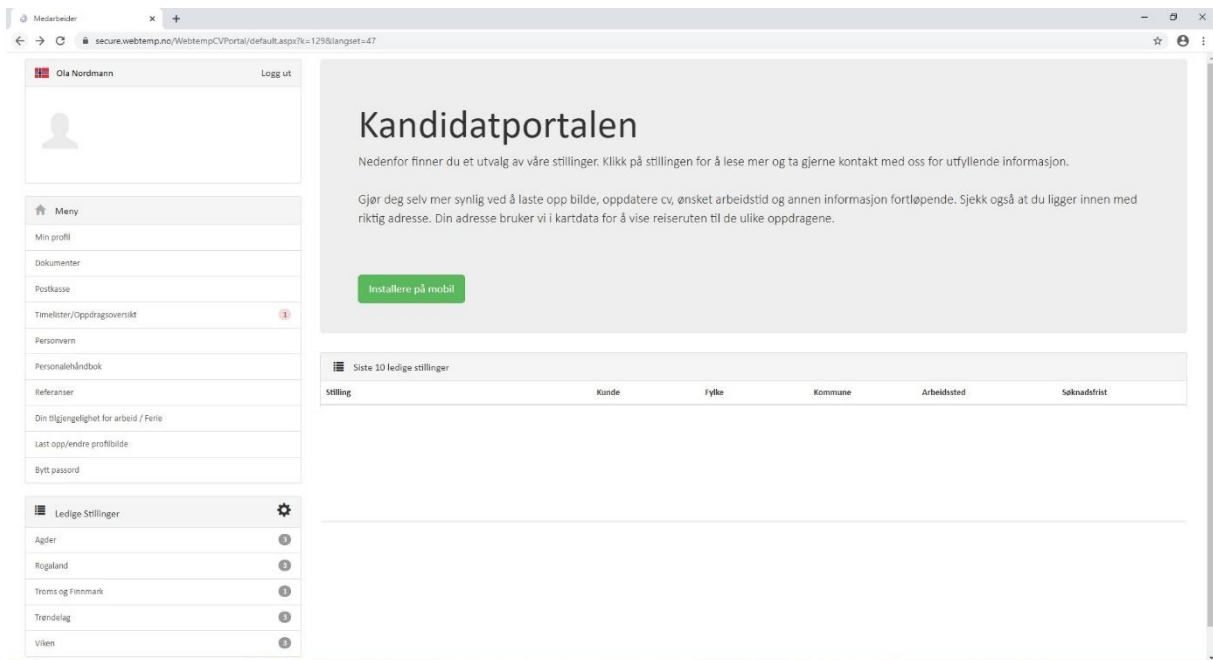 Medarbeider
secure.webtemp.no/WebtempCVPortal/default.aspx?k=129&langset=47
Ola Nordmann Logg ut
Meny
Min profil
Dokumenter
Postkasse
Timelister/Oppdragsoversikt 1
Personvern
Personalehåndbok
Referanser
Din tilgjengelighet for arbeid / Ferie
Last opp/endre profilbilde
Bytt passord
Ledige Stillinger
Agder 3
Rogaland 3
Troms og Finnmark 1
Trøndelag 3
Viken 3
Kandidatportalen
Nedenfor finner du et utvalg av våre stillinger. Klikk på stillingen for å lese mer og ta gjerne kontakt med oss for utfyllende informasjon.
Gjør deg selv mer synlig ved å laste opp bilde, oppdatere cv, ønsket arbeidstid og annen informasjon fortløpende. Sjekk også at du ligger innen med
riktig adresse. Din adresse bruker vi i kartdata for å vise reiseruten til de ulike oppdragene.
Installere på mobil
Siste 10 ledige stillinger
Stilling Kunde Fylke Kommune Arbeidssted Søknadsfrist